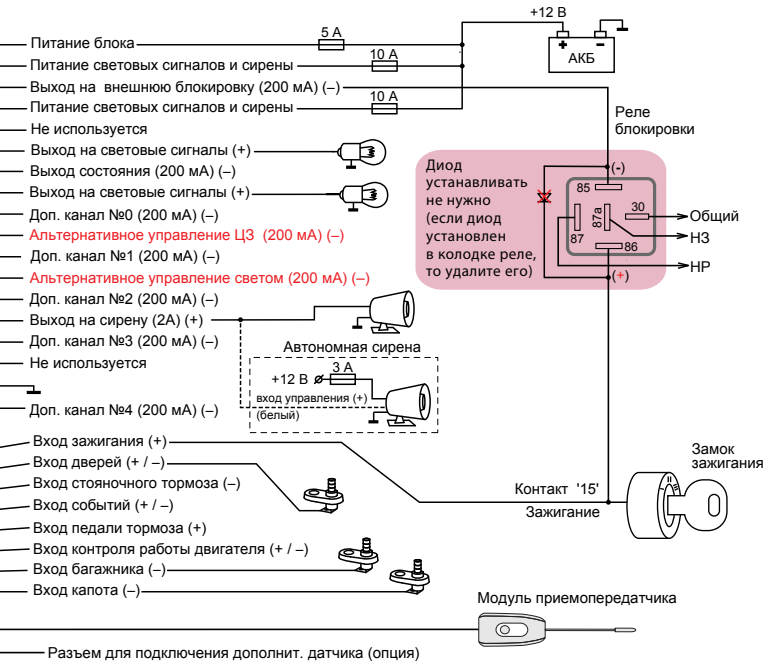 +12 В
5 А
Питание блока
АКБ
10 А
Питание световых сигналов и сирены
Выход на внешнюю блокировку (200 мА) (–)
10 А
Питание световых сигналов и сирены
Реле
блокировки
Не используется
Выход на световые сигналы (+)
Выход состояния (200 мА) (–)
Выход на световые сигналы (+)
Доп. канал №0 (200 мА) (–)
Альтернативное управление ЦЗ (200 мА) (–)
Доп. канал №1 (200 мА) (–)
Альтернативное управление светом (200 мА) (–)
Доп. канал №2 (200 мА) (–)
Выход на сирену (2А) (+)
Доп. канал №3 (200 мА) (–)
Не используется
Доп. канал №4 (200 мА) (–)
Диод
устанавливать
не нужно
(если диод
установлен
в колодке реле,
то удалите его)
(-)
85
30
87a
87
86
(+)
Общий
НЗ
НР
Автономная сирена
+12 В
3 А
вход управления (+)
(белый)
Вход зажигания (+)
Вход дверей (+ / –)
Вход стояночного тормоза (–)
Вход событий (+ / –)
Вход педали тормоза (+)
Вход контроля работы двигателя (+ / –)
Вход багажника (–)
Вход капота (–)
Контакт '15'
Зажигание
Замок
зажигания
I
II
III
Модуль приемопередатчика
Разъем для подключения дополнит. датчика (опция)